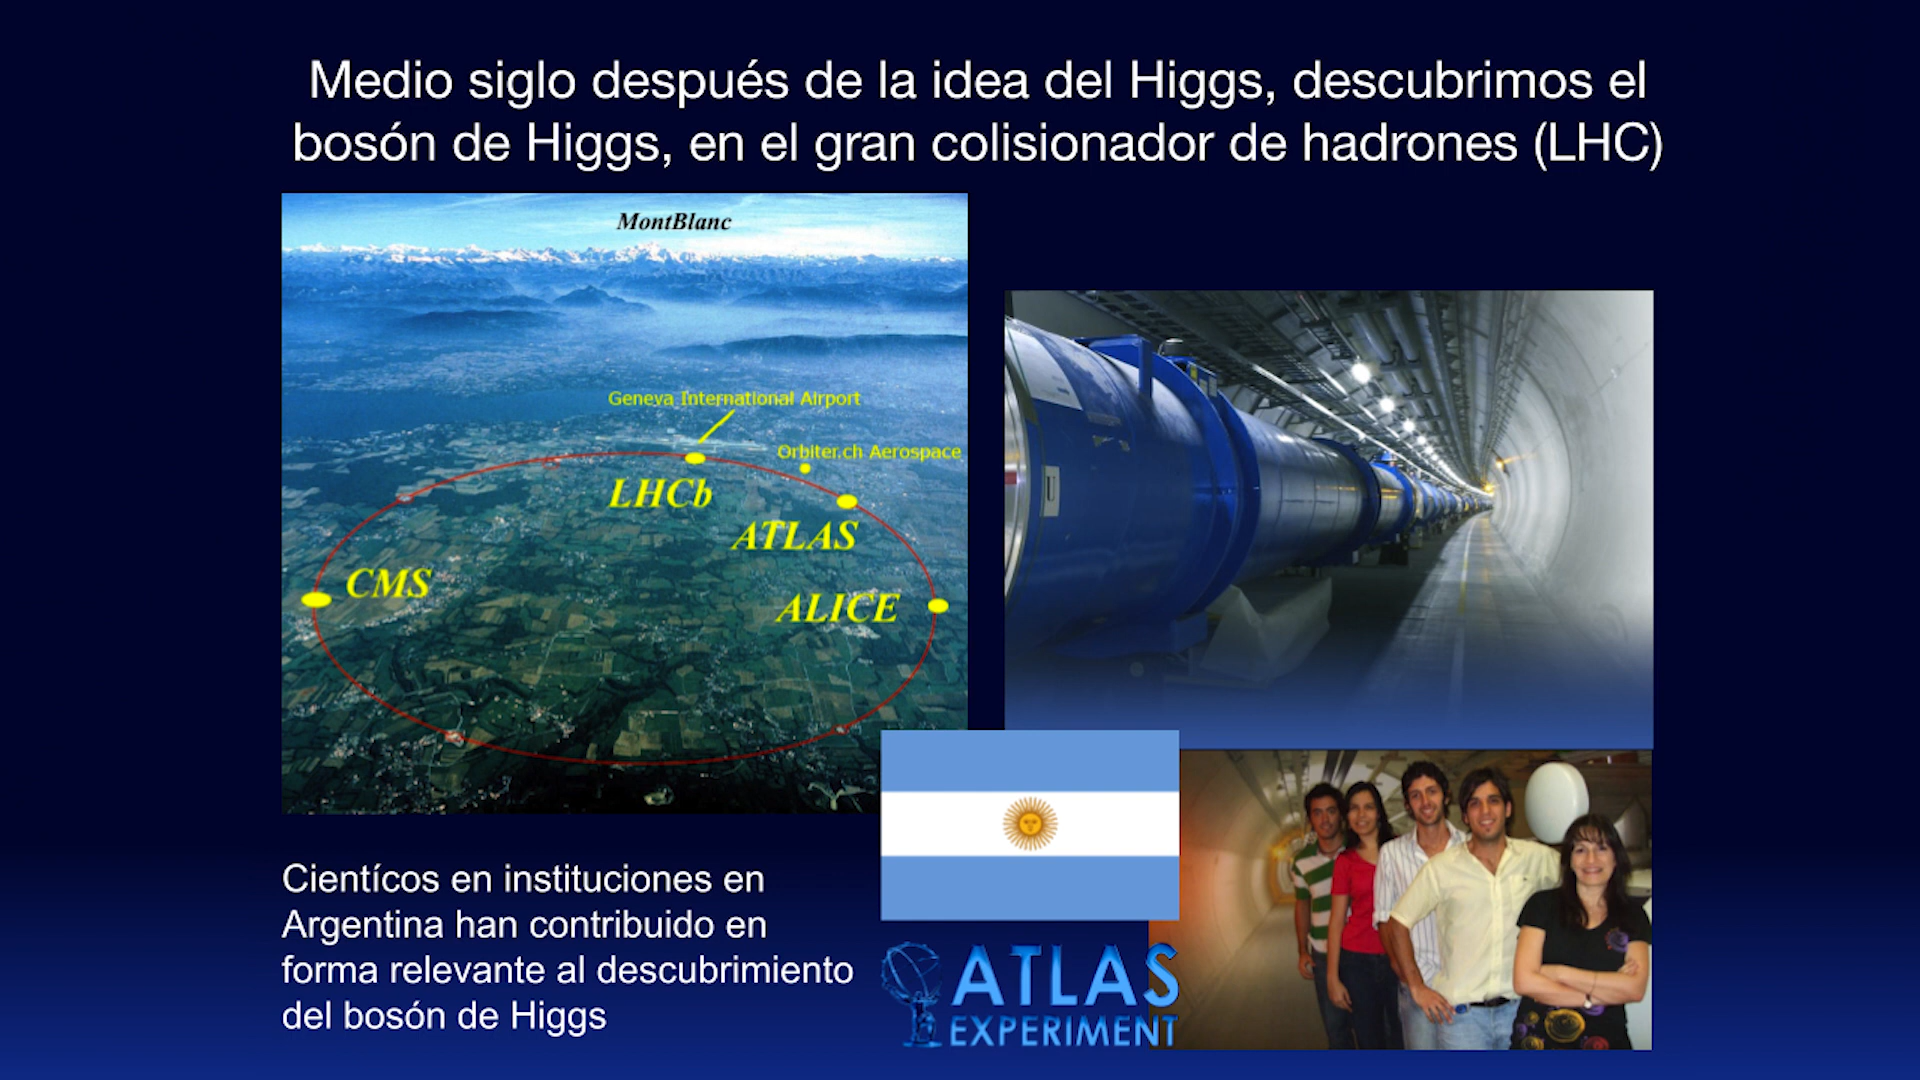 Medio siglo después de la idea del Higgs, descubrimos el
bosón de Higgs, en el gran colisionador de hadrones (LHC)
MontBlanc
Geneva International Airport
Orbiter.ch Aerospace
LHCb
ATLAS
CMS
ALICE
Cientícos en instituciones en
Argentina han contribuido en
forma relevante al descubrimiento
del bosón de Higgs
ATLAS
EXPERIMENT